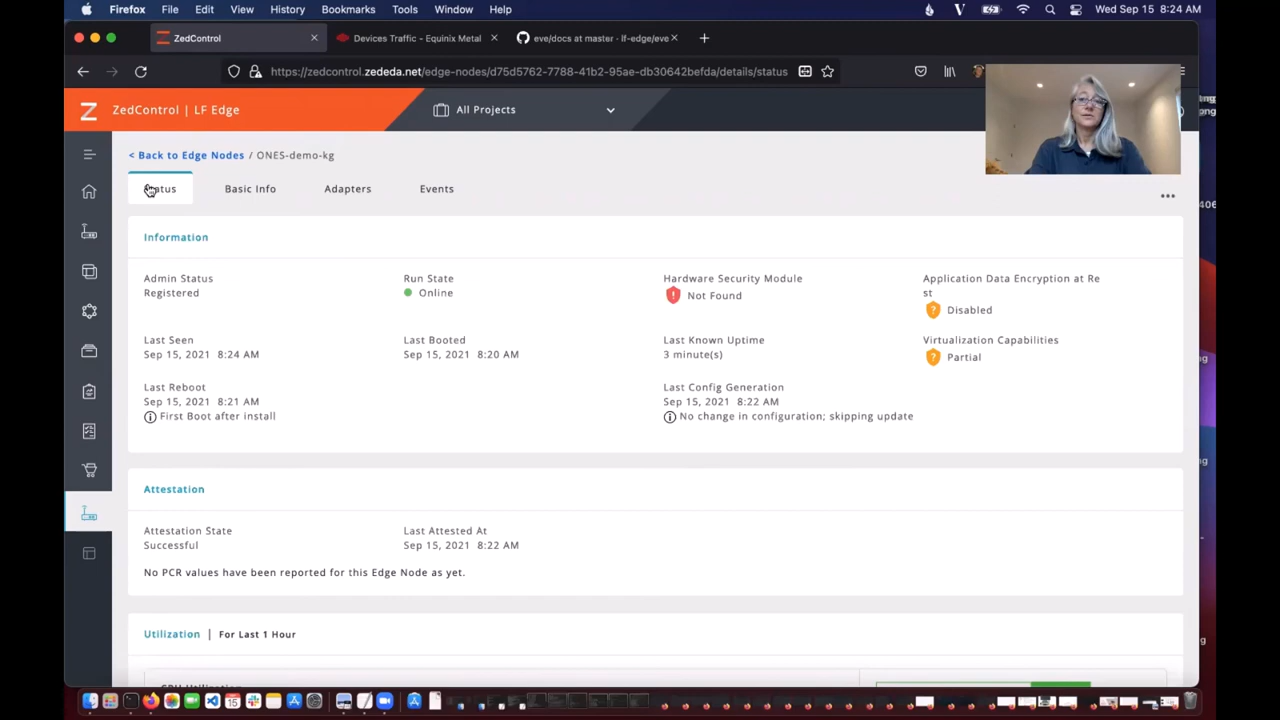 Firefox File Edit View History Bookmarks Tools Window Help Wed Sep 15 8:24 AM
ZedControl Devices Traffic - Equinix Metal eve/docs at master · lf-edge/eve
https://zedcontrol.zededa.net/edge-nodes/d75d5762-7788-41b2-95ae-db30642befda/details/status
ZedControl | LF Edge All Projects
< Back to Edge Nodes / ONES-demo-kg
Status Basic Info Adapters Events
Information
Admin Status
Registered
Run State
Online
Hardware Security Module
Not Found
Application Data Encryption at Re
st
Disabled
Last Seen
Sep 15, 2021 8:24 AM
Last Booted
Sep 15, 2021 8:20 AM
Last Known Uptime
3 minute(s)
Virtualization Capabilities
Partial
Last Reboot
Sep 15, 2021 8:21 AM
First Boot after install
Last Config Generation
Sep 15, 2021 8:22 AM
No change in configuration; skipping update
Attestation
Attestation State
Successful
Last Attested At
Sep 15, 2021 8:22 AM
No PCR values have been reported for this Edge Node as yet.
Utilization | For Last 1 Hour